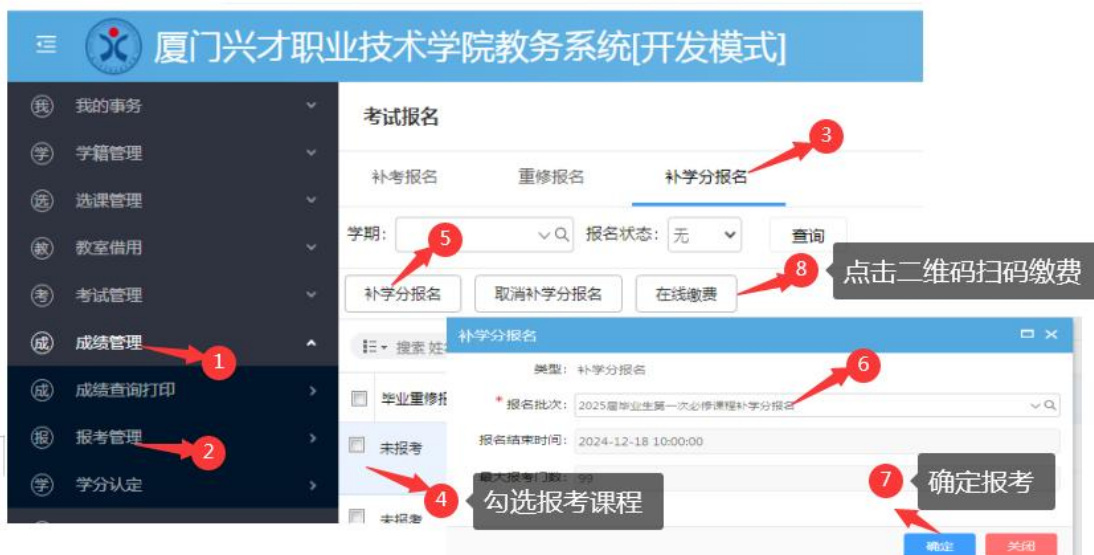 厦门兴才职业技术学院教务系统[开发模式]
我 我的事务
学 学籍管理
选 选课管理
教 教室借用
考 考试管理
成 成绩管理
1
成 成绩查询打印
报 报考管理
2
学 学分认定
考试报名
3
补考报名 重修报名 补学分报名
学期: 报名状态: 无 查询
5
8 点击二维码扫码缴费
补学分报名 取消补学分报名 在线缴费
搜索 姓
毕业重修
未报考
4 勾选报考课程
未报考
补学分报名
类型: 补学分报名
6
* 报名批次: 2025届毕业生第一次必修课程补学分报名
报名结束时间: 2024-12-18 10:00:00
最大报考门数: 99
7 确定报考
确定 关闭